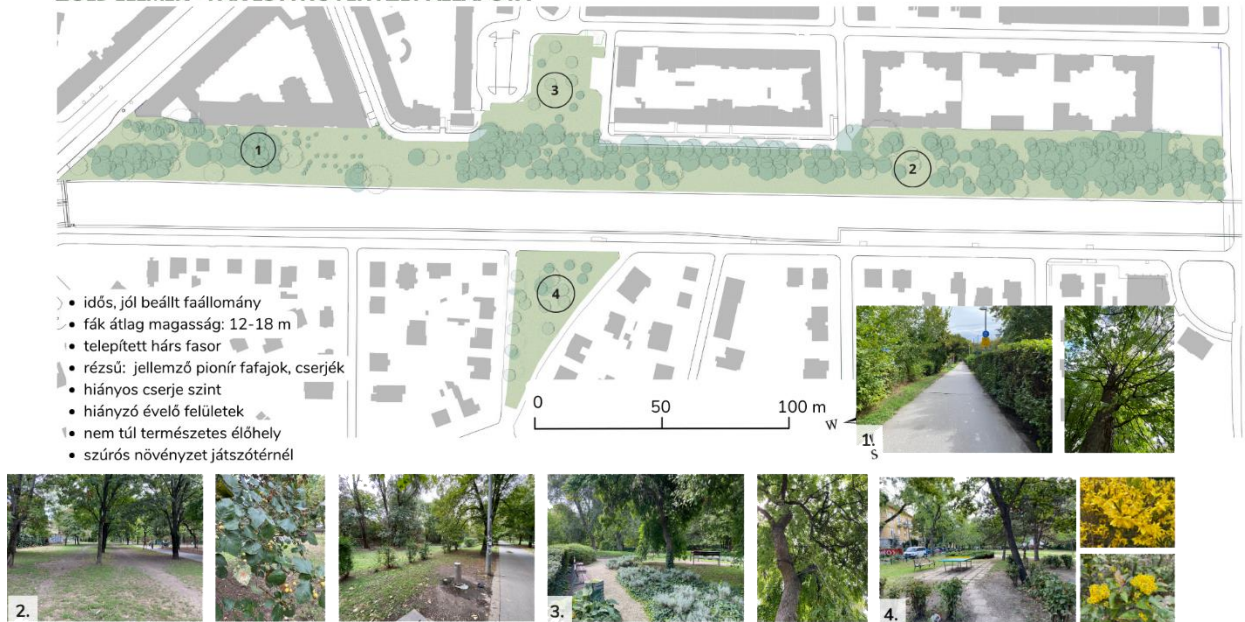 3
1
2
4
• idős, jól beállt faállomány
• fák átlag magasság: 12-18 m
• telepített hárs fasor
• rézsű: jellemző pionír fafajok, cserjék
• hiányos cserje szint
• hiányzó évelő felületek
• nem túl természetes élőhely
• szúrós növényzet játszótérnél
0 50 100 m
W
S
1.
2.
3.
4.